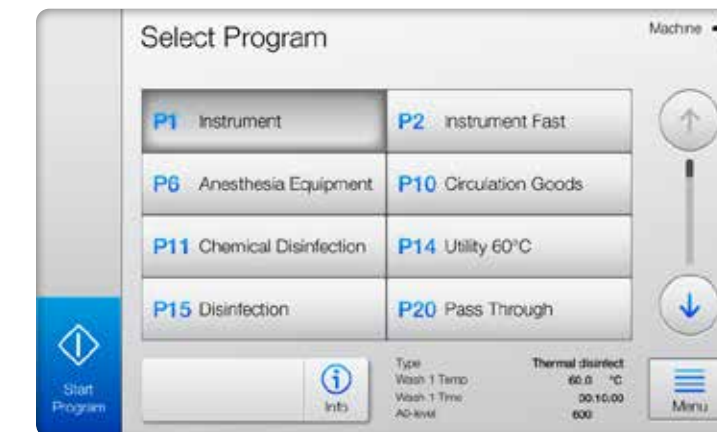 Select Program
Machine
P1 Instrument
P2 Instrument Fast
P6 Anesthesia Equipment
P10 Circulation Goods
P11 Chemical Disinfection
P14 Utility 60°C
P15 Disinfection
P20 Pass Through
Start
Program
Info
Type Thermal disinfect
Wash 1 Temp 60.0 °C
Wash 1 Time 00:10:00
A0-level 600
Menu